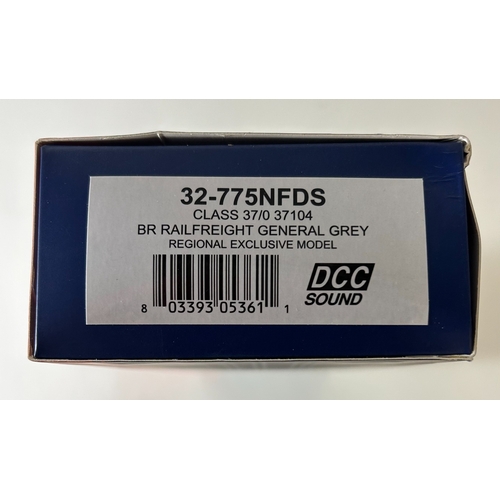 32-775NFDS
CLASS 37/0 37104
BR RAILFREIGHT GENERAL GREY
REGIONAL EXCLUSIVE MODEL
8 03393 05361 1
DCC
SOUND